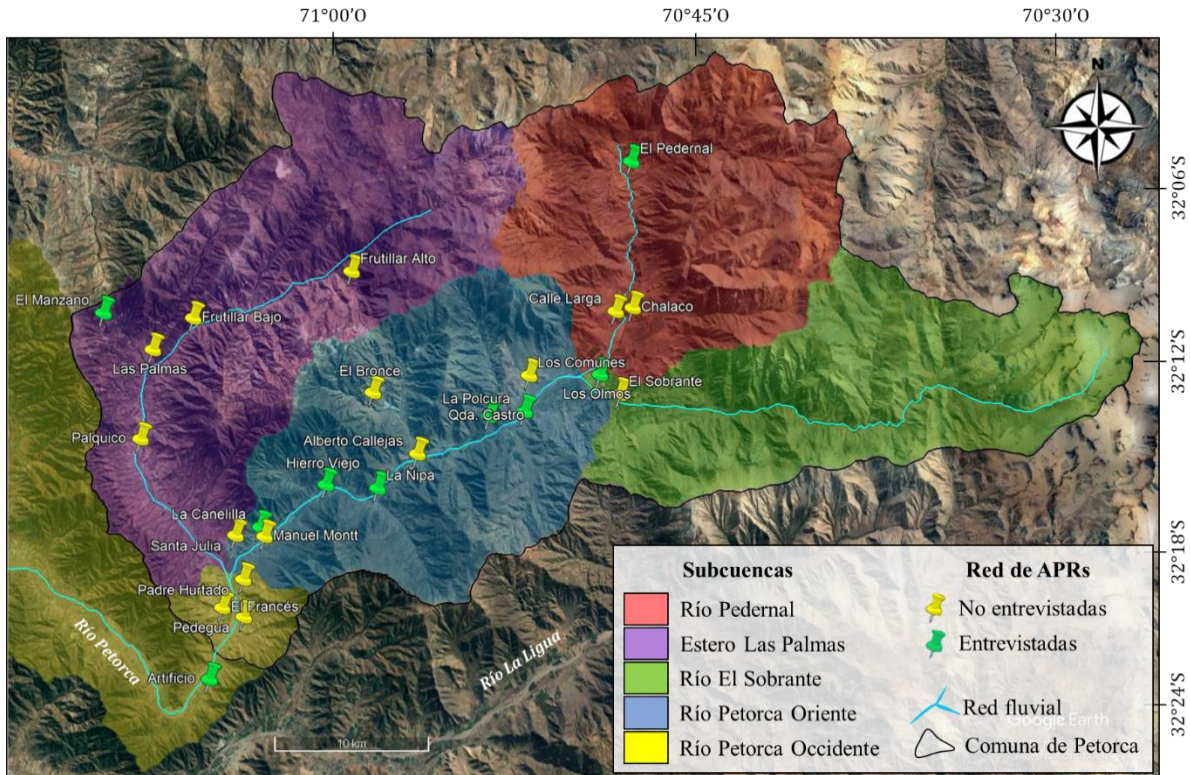 71°00'O
70°45'O
70°30'O
N
32°06'S
32°12'S
32°18'S
32°24'S
El Pedernal
Frutillar Alto
El Manzano
Frutillar Bajo
Calle Larga
Chalaco
Las Palmas
Los Comunes
El Bronce
El Sobrante
Los Olmos
La Polcura
Qda. Castro
Palquico
Alberto Callejas
Hierro Viejo
La Ñipa
La Canelilla
Manuel Montt
Santa Julia
Padre Hurtado
El Francés
Pedegua
Artificio
Río Petorca
Río La Ligua
10 km
Subcuencas
Río Pedernal
Estero Las Palmas
Río El Sobrante
Río Petorca Oriente
Río Petorca Occidente
Red de APRs
No entrevistadas
Entrevistadas
Red fluvial
Google Earth
Comuna de Petorca